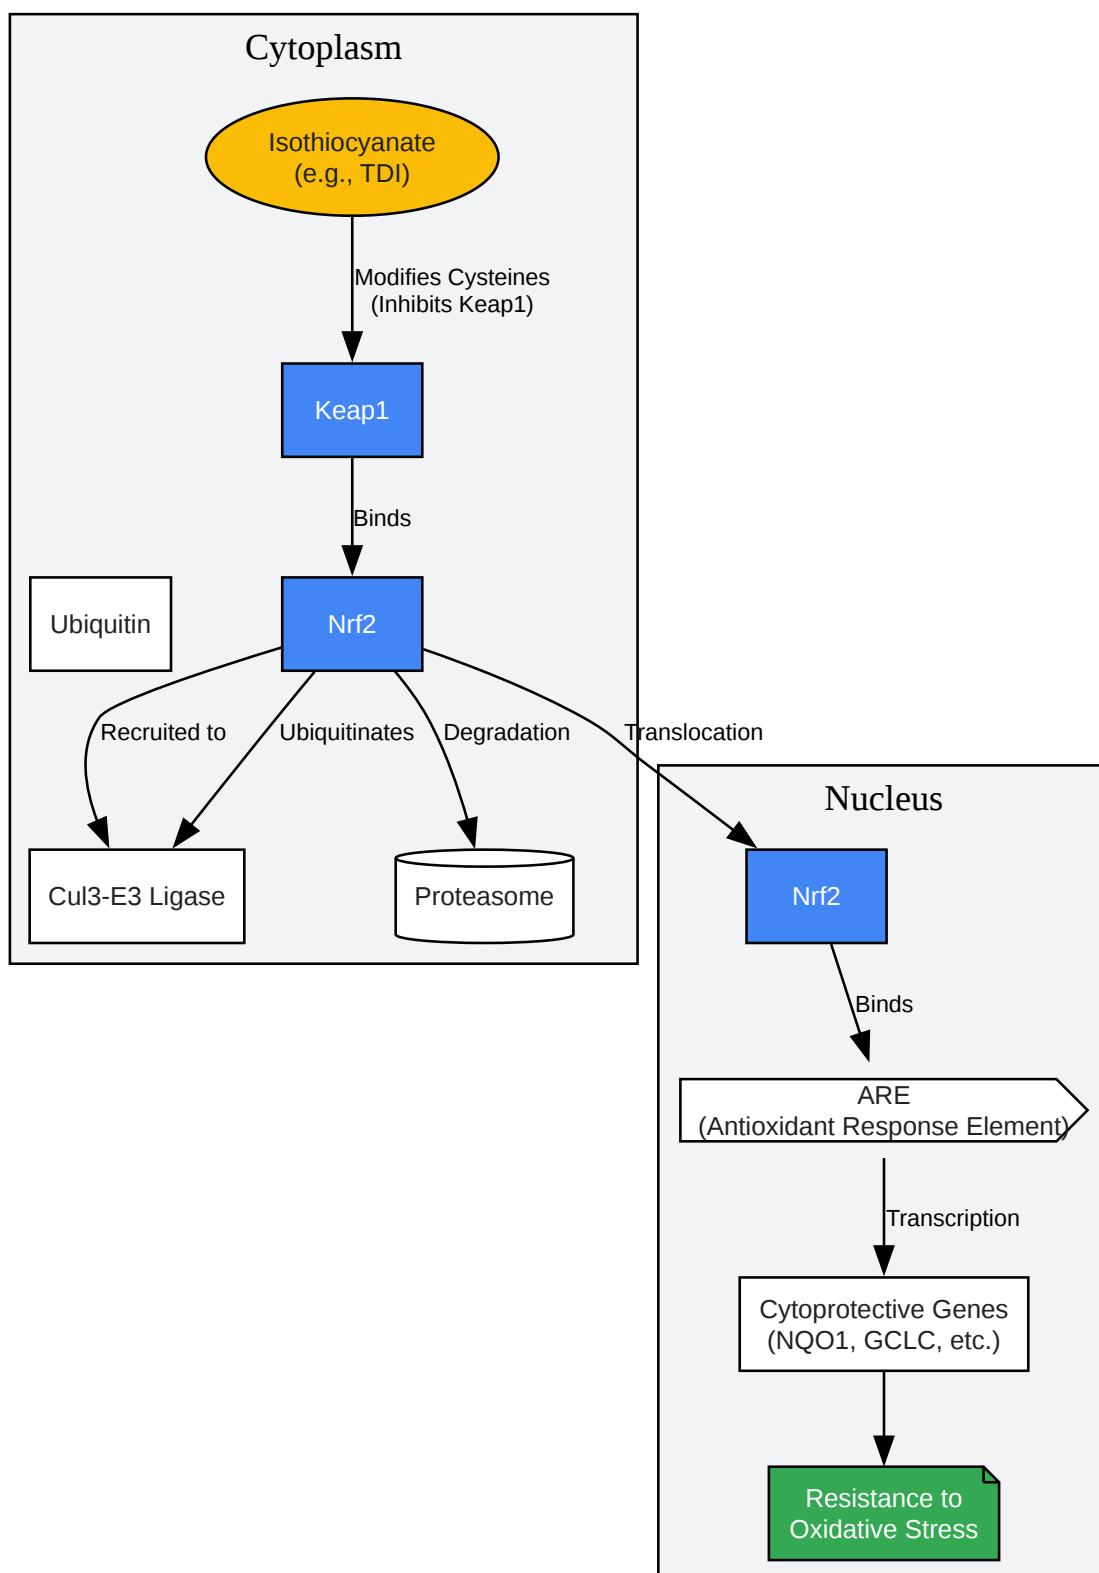 Cytoplasm
Isothiocyanate
(e.g., TDI)
Modifies Cysteines
(Inhibits Keap1)
Keap1
Binds
Ubiquitin
Nrf2
Recruited to
Ubiquitinates
Degradation
Translocation
Cul3-E3 Ligase
Proteasome
Nucleus
Nrf2
Binds
ARE
(Antioxidant Response Element)
Transcription
Cytoprotective Genes
(NQO1, GCLC, etc.)
Resistance to
Oxidative Stress